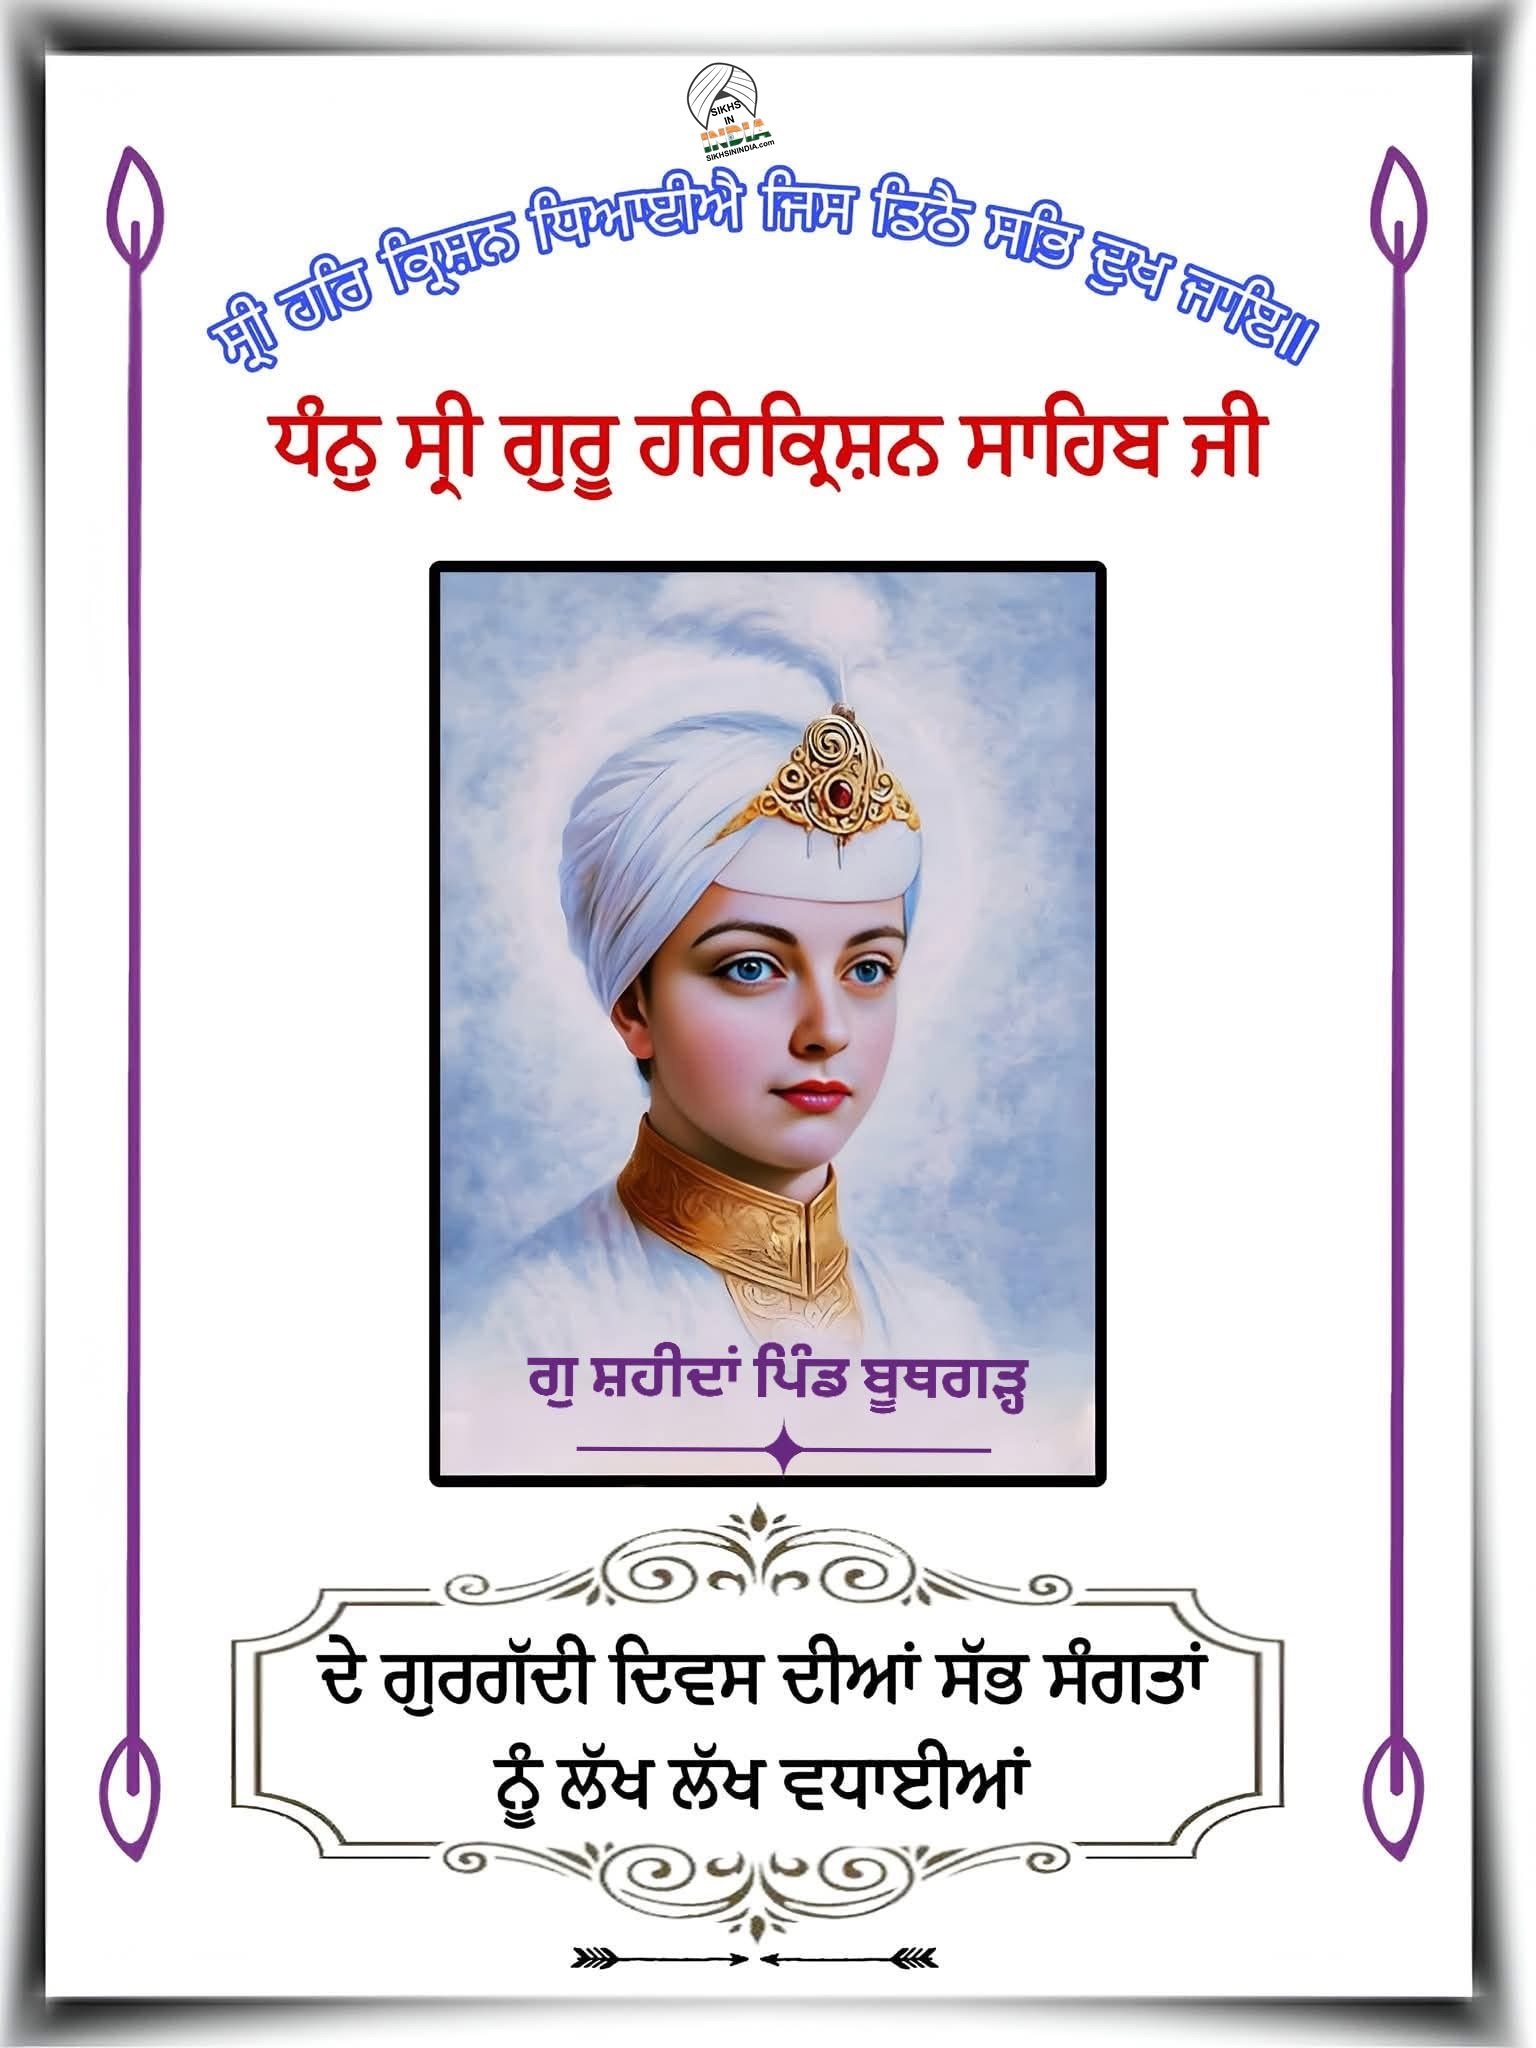 SIKHS
IN
INDIA
SIKHSININDIA.com
ਸ੍ਰੀ ਹਰਿ ਕ੍ਰਿਸ਼ਨ ਧਿਆਈਐ ਜਿਸ ਡਿਠੈ ਸਭਿ ਦੁਖ ਜਾਇ॥
ਧੰਨੁ ਸ੍ਰੀ ਗੁਰੂ ਹਰਿਕ੍ਰਿਸ਼ਨ ਸਾਹਿਬ ਜੀ
ਗੁ ਸ਼ਹੀਦਾਂ ਪਿੰਡ ਬੂਥਗੜ੍ਹ
ਦੇ ਗੁਰਗੱਦੀ ਦਿਵਸ ਦੀਆਂ ਸੱਭ ਸੰਗਤਾਂ
ਨੂੰ ਲੱਖ ਲੱਖ ਵਧਾਈਆਂ